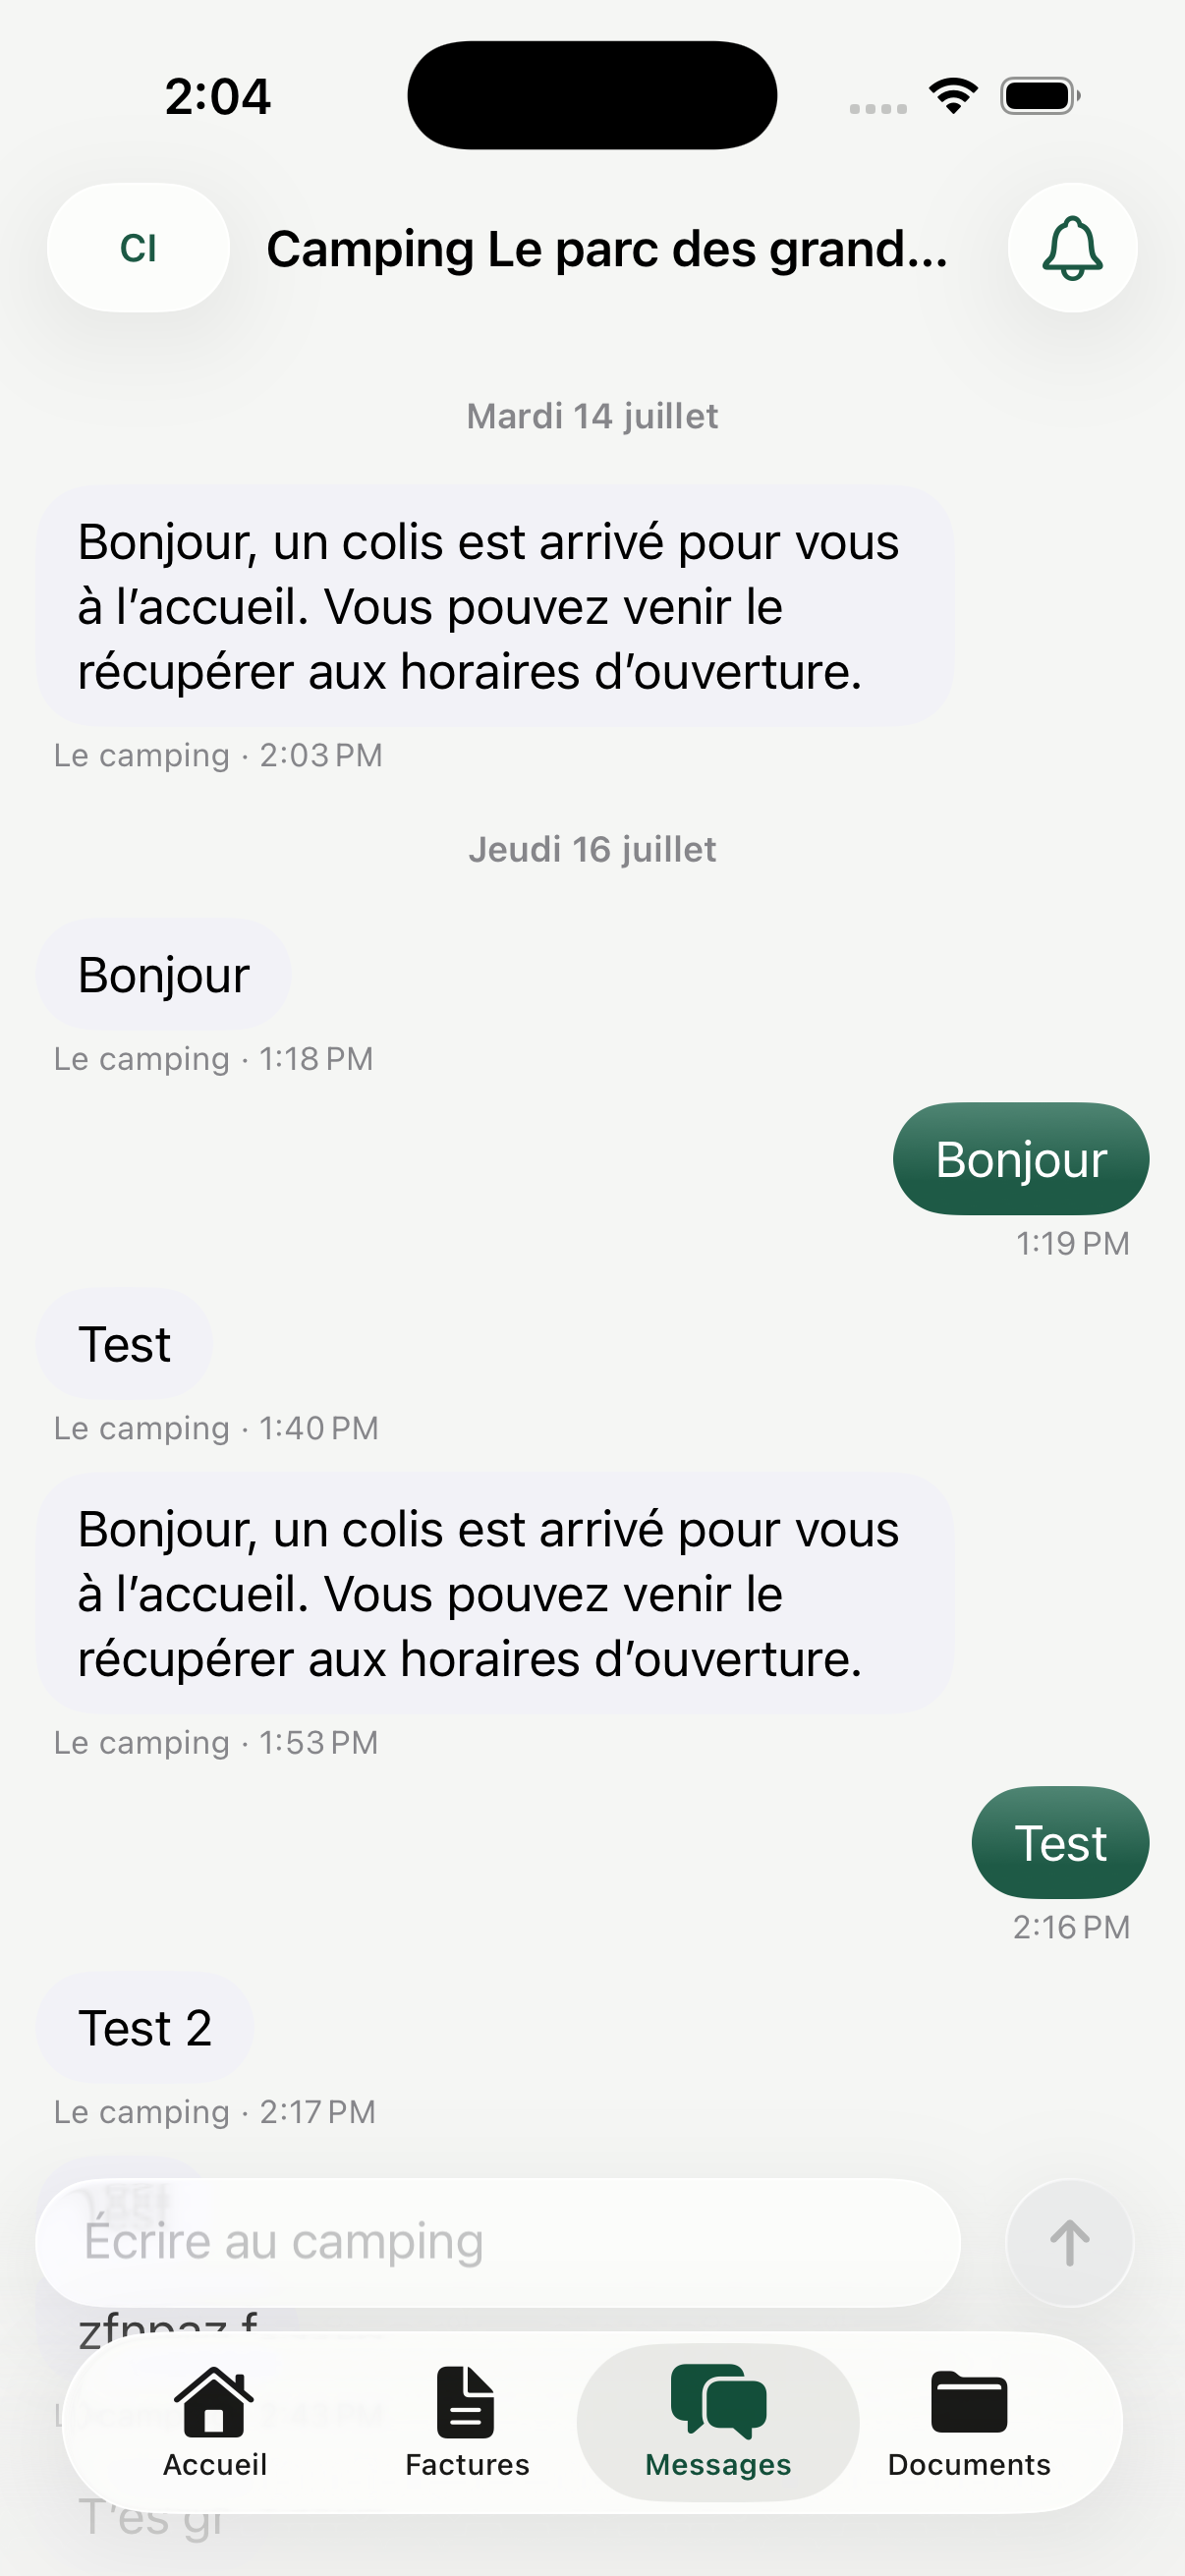 2:04
CI
Camping Le parc des grand...
Mardi 14 juillet
Bonjour, un colis est arrivé pour vous
à l’accueil. Vous pouvez venir le
récupérer aux horaires d’ouverture.
Le camping · 2:03 PM
Jeudi 16 juillet
Bonjour
Le camping · 1:18 PM
Bonjour
1:19 PM
Test
Le camping · 1:40 PM
Bonjour, un colis est arrivé pour vous
à l’accueil. Vous pouvez venir le
récupérer aux horaires d’ouverture.
Le camping · 1:53 PM
Test
2:16 PM
Test 2
Le camping · 2:17 PM
Écrire au camping
Accueil
Factures
Messages
Documents
T’es